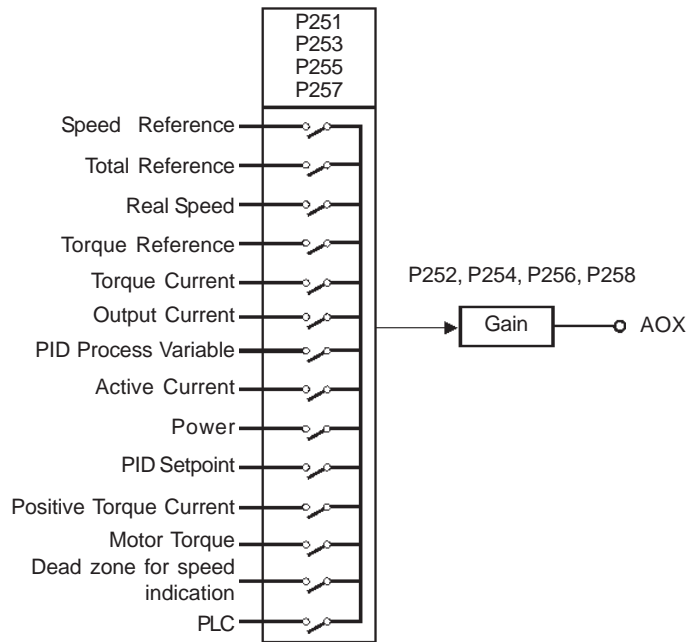 P251
P253
P255
P257
Speed Reference
Total Reference
Real Speed
Torque Reference
Torque Current
Output Current
PID Process Variable
Active Current
Power
PID Setpoint
Positive Torque Current
Motor Torque
Dead zone for speed
indication
PLC
P252, P254, P256, P258
Gain
AOX